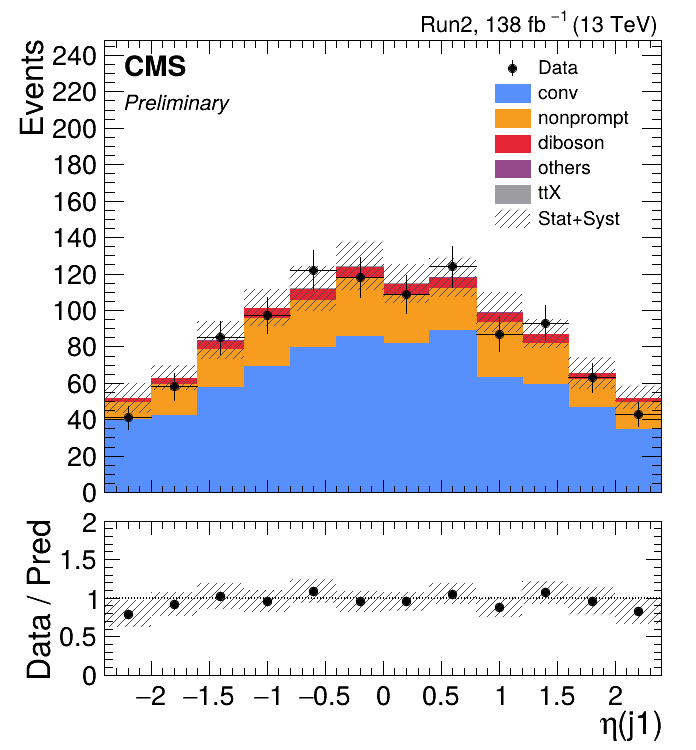 Run2, 138 fb⁻¹ (13 TeV)
CMS
Preliminary
Events
240
220
200
180
160
140
120
100
80
60
40
20
0
Data
conv
nonprompt
diboson
others
ttX
Stat+Syst
Data / Pred
2
1.5
1
0.5
0
−2 −1.5 −1 −0.5 0 0.5 1 1.5 2
η(j1)